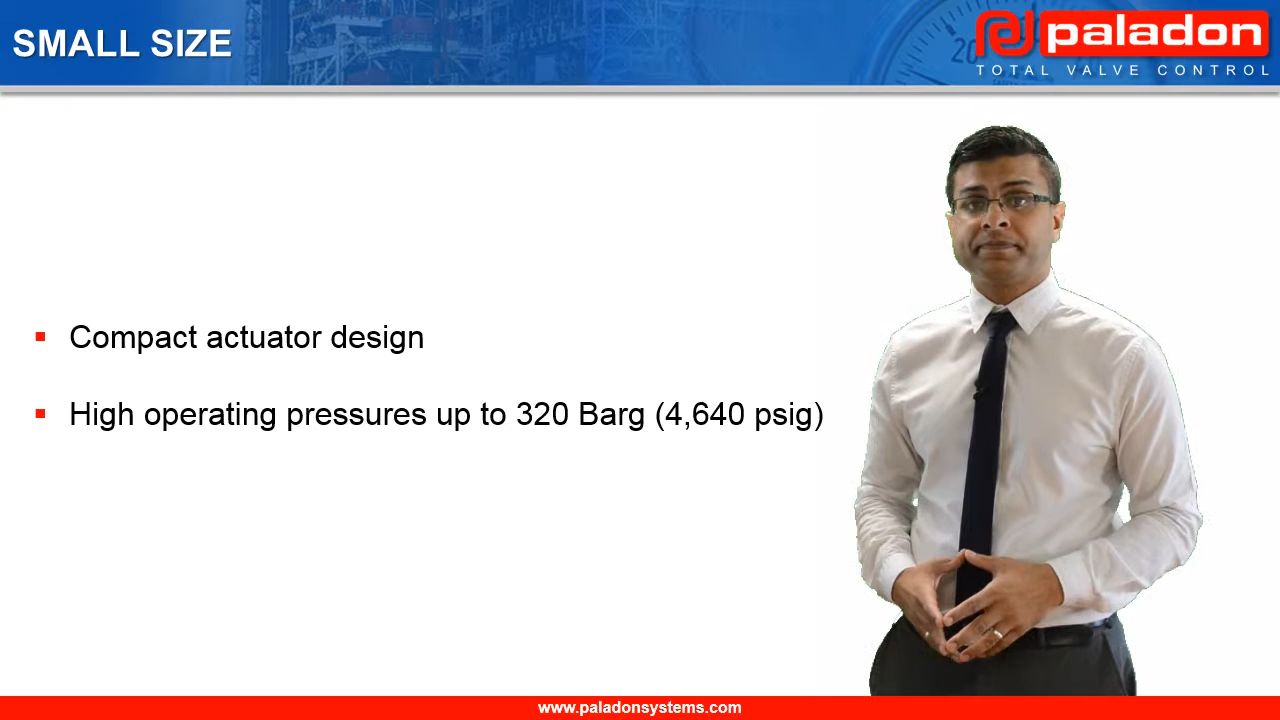 SMALL SIZE
paladon
TOTAL VALVE CONTROL
20
Compact actuator design
High operating pressures up to 320 Barg (4,640 psig)
www.paladonsystems.com